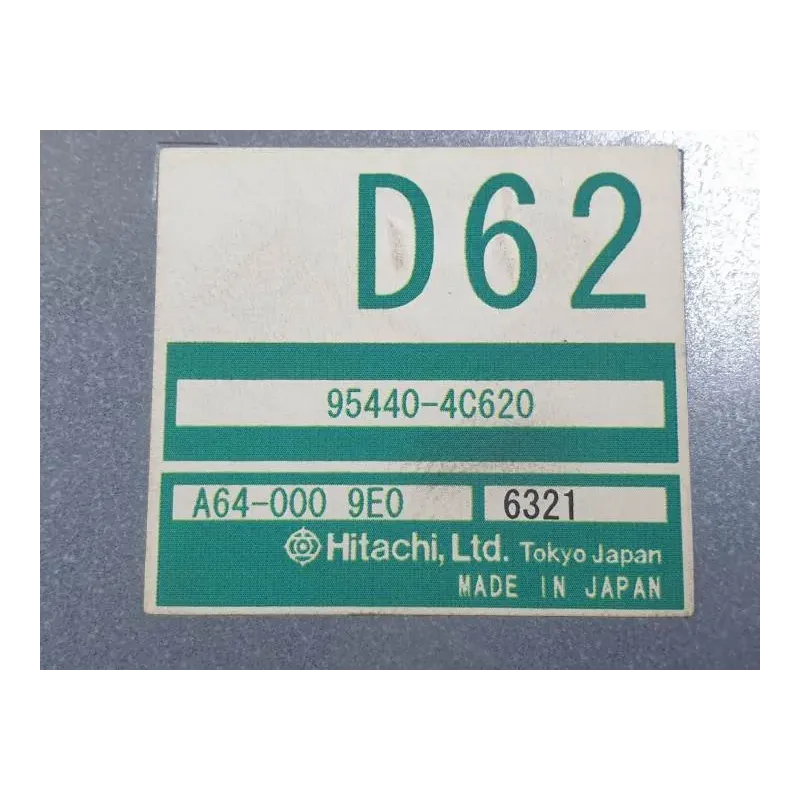 D62
95440-4C620
A64-000 9E0 6321
Hitachi, Ltd. Tokyo Japan
MADE IN JAPAN